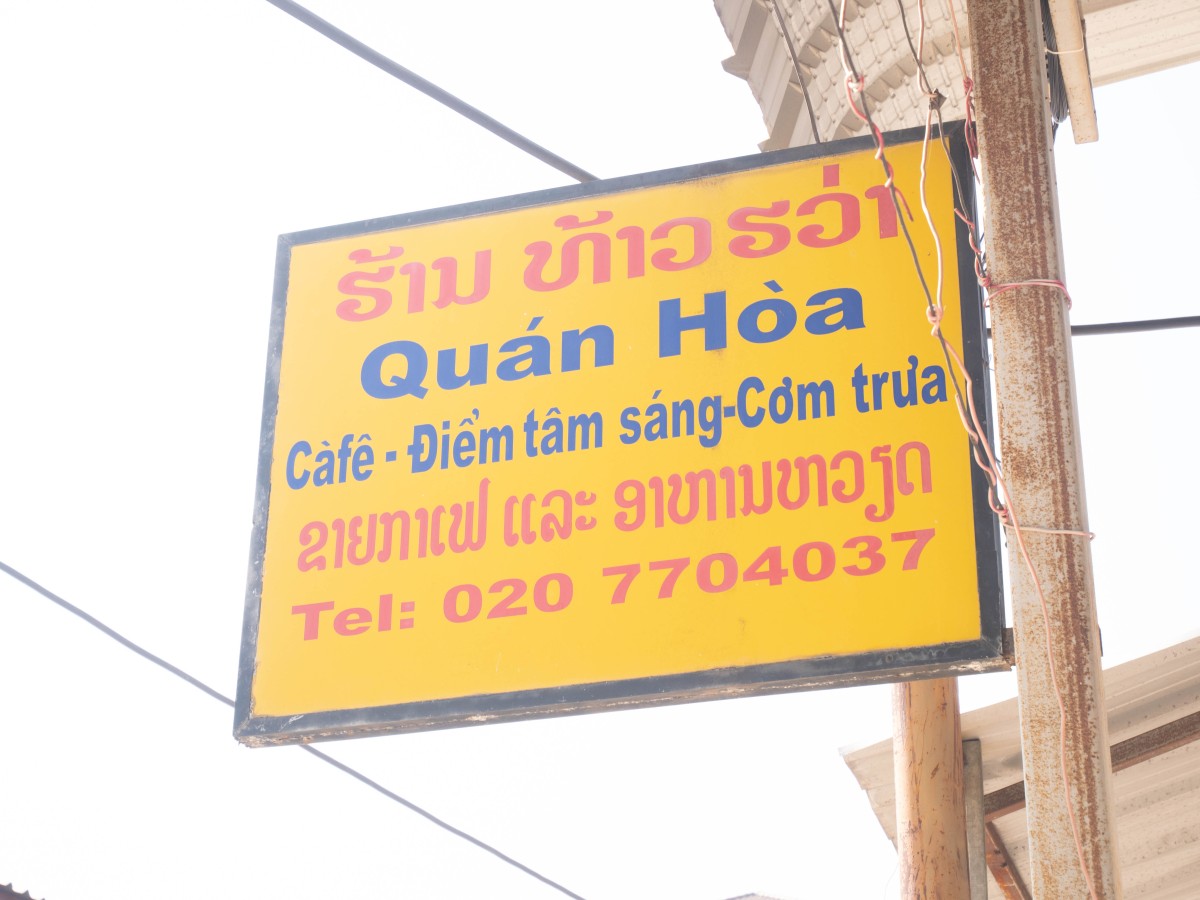 ຮ້ານ ທ້າວຮວ່າ
Quán Hòa
Càfê - Điểm tâm sáng-Cơm trưa
ຂາຍກາເຟ ແລະ ອາຫານຫວຽດ
Tel: 020 7704037